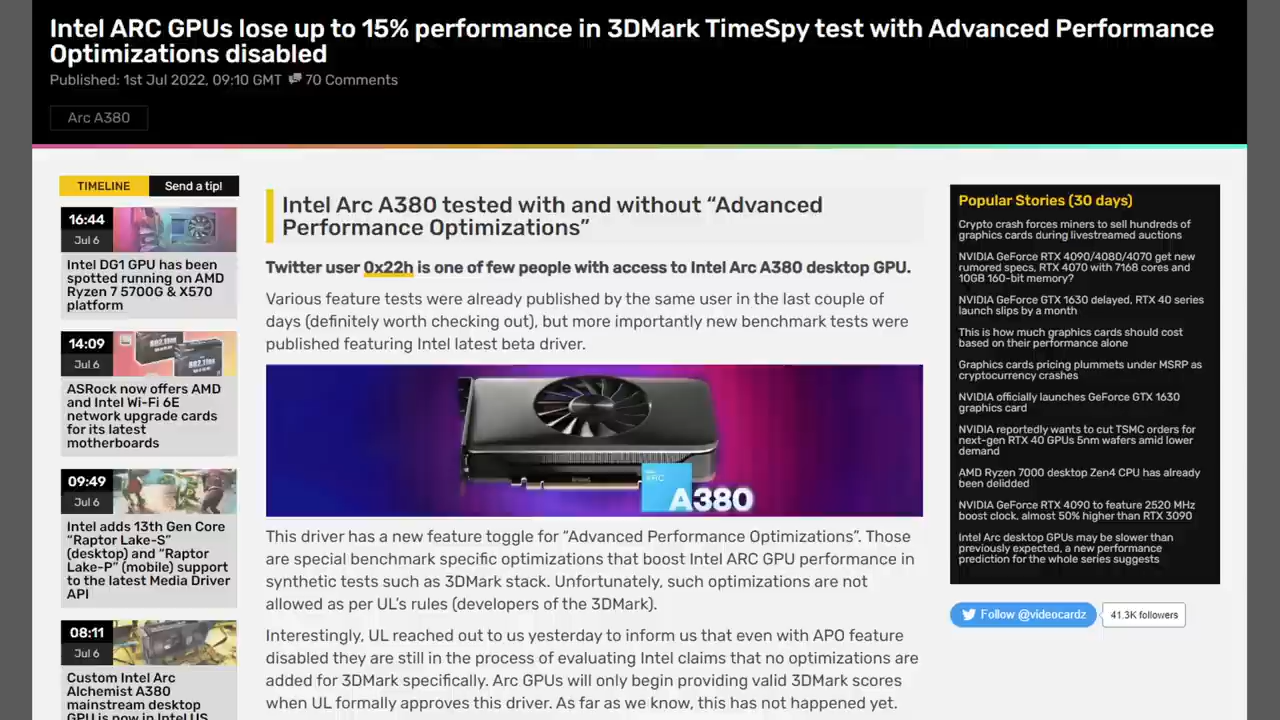 Intel ARC GPUs lose up to 15% performance in 3DMark TimeSpy test with Advanced Performance
Optimizations disabled
Published: 1st Jul 2022, 09:10 GMT 70 Comments
Arc A380
TIMELINE
Send a tip!
16:44
Jul 6
Intel DG1 GPU has been
spotted running on AMD
Ryzen 7 5700G & X570
platform
14:09
Jul 6
ASRock now offers AMD
and Intel Wi-Fi 6E
network upgrade cards
for its latest
motherboards
09:49
Jul 6
Intel adds 13th Gen Core
“Raptor Lake-S”
(desktop) and “Raptor
Lake-P” (mobile) support
to the latest Media Driver
API
08:11
Jul 6
Custom Intel Arc
Alchemist A380
mainstream desktop
GPU is now in Intel US
Intel Arc A380 tested with and without “Advanced
Performance Optimizations”
Twitter user 0x22h is one of few people with access to Intel Arc A380 desktop GPU.
Various feature tests were already published by the same user in the last couple of
days (definitely worth checking out), but more importantly new benchmark tests were
published featuring Intel latest beta driver.
ARC
A380
This driver has a new feature toggle for “Advanced Performance Optimizations”. Those
are special benchmark specific optimizations that boost Intel ARC GPU performance in
synthetic tests such as 3DMark stack. Unfortunately, such optimizations are not
allowed as per UL’s rules (developers of the 3DMark).
Interestingly, UL reached out to us yesterday to inform us that even with APO feature
disabled they are still in the process of evaluating Intel claims that no optimizations are
added for 3DMark specifically. Arc GPUs will only begin providing valid 3DMark scores
when UL formally approves this driver. As far as we know, this has not happened yet.
Popular Stories (30 days)
Crypto crash forces miners to sell hundreds of
graphics cards during livestreamed auctions
NVIDIA GeForce RTX 4090/4080/4070 get new
rumored specs, RTX 4070 with 7168 cores and
10GB 160-bit memory?
NVIDIA GeForce GTX 1630 delayed, RTX 40 series
launch slips by a month
This is how much graphics cards should cost
based on their performance alone
Graphics cards pricing plummets under MSRP as
cryptocurrency crashes
NVIDIA officially launches GeForce GTX 1630
graphics card
NVIDIA reportedly wants to cut TSMC orders for
next-gen RTX 40 GPUs 5nm wafers amid lower
demand
AMD Ryzen 7000 desktop Zen4 CPU has already
been delidded
NVIDIA GeForce RTX 4090 to feature 2520 MHz
boost clock, almost 50% higher than RTX 3090
Intel Arc desktop GPUs may be slower than
previously expected, a new performance
prediction for the whole series suggests
Follow @videocardz
41.3K followers